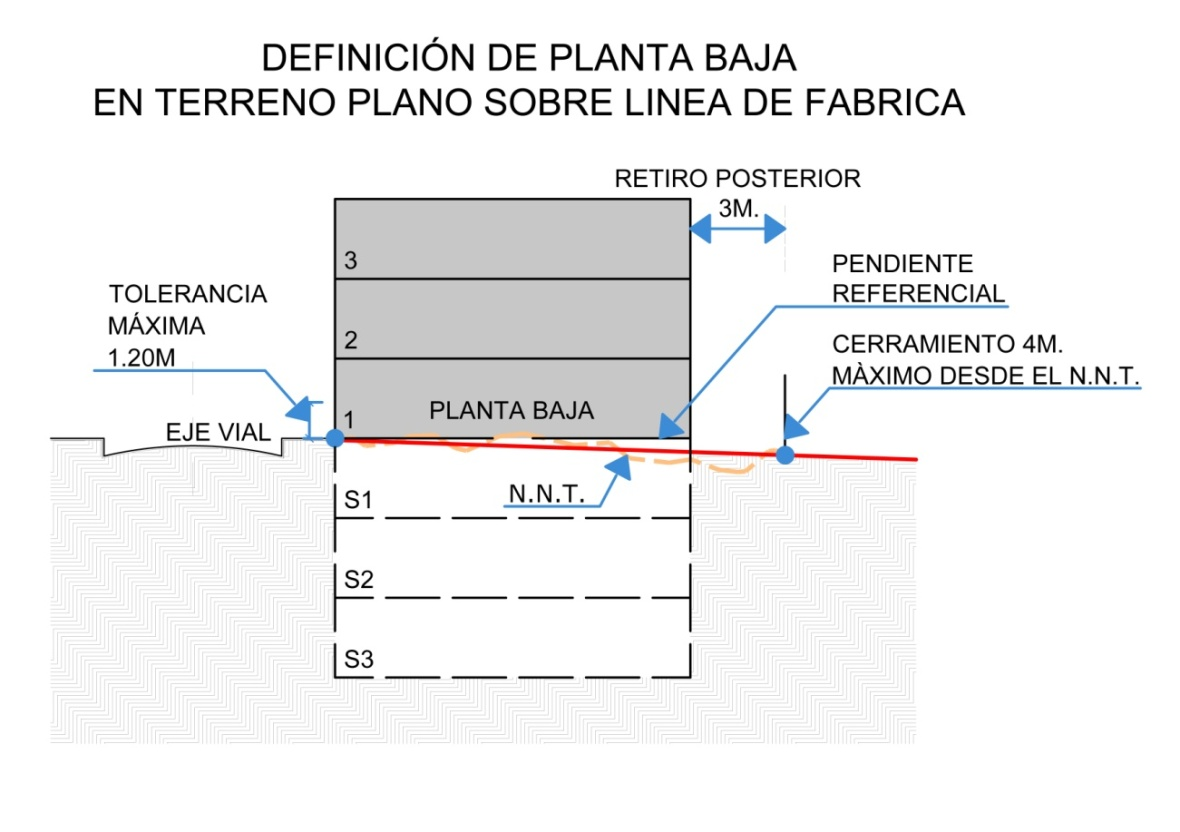 DEFINICIÓN DE PLANTA BAJA
EN TERRENO PLANO SOBRE LINEA DE FABRICA
RETIRO POSTERIOR
3M.
PENDIENTE
REFERENCIAL
TOLERANCIA
MÁXIMA
1.20M
CERRAMIENTO 4M.
MÀXIMO DESDE EL N.N.T.
3
2
1
PLANTA BAJA
EJE VIAL
N.N.T.
S1
S2
S3